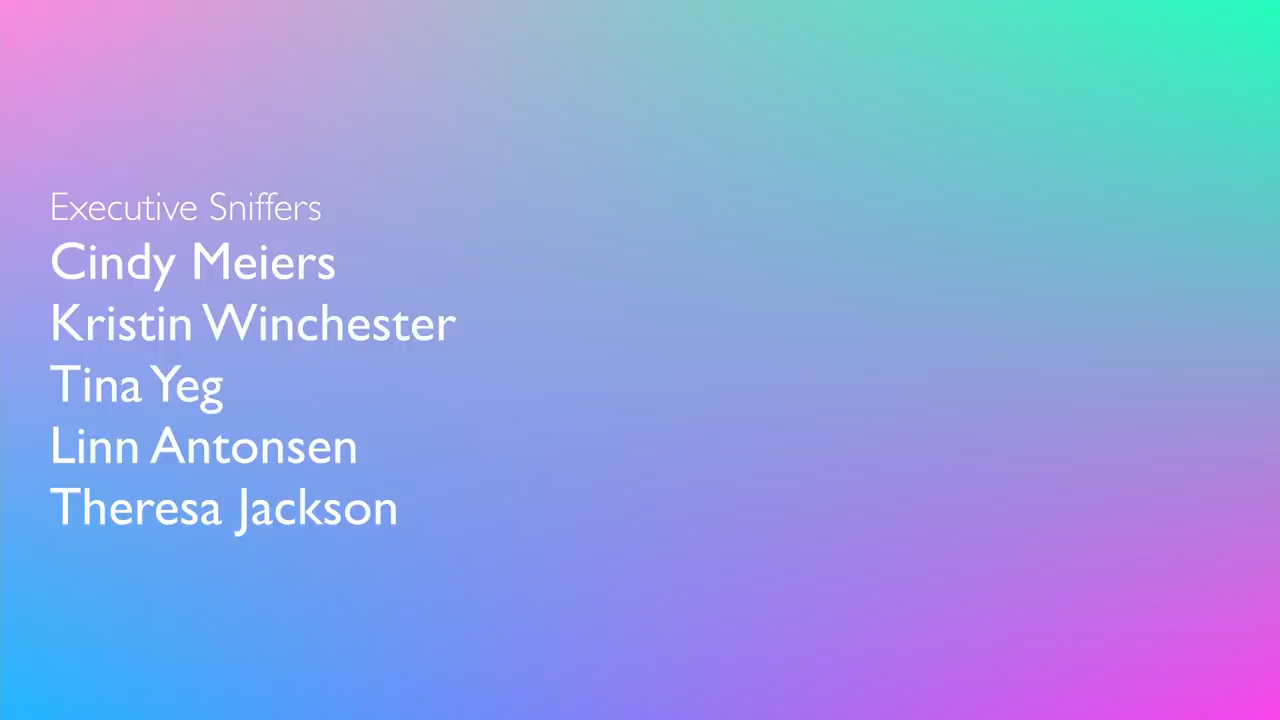 Executive Sniffers
Cindy Meiers
Kristin Winchester
Tina Yeg
Linn Antonsen
Theresa Jackson